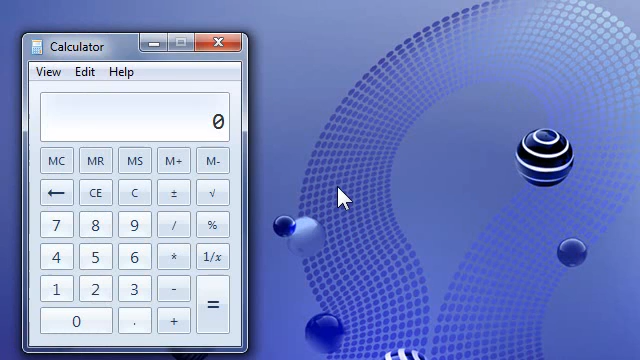 Calculator
View Edit Help
0
MC MR MS M+ M-
← CE C ± √
7 8 9 / %
4 5 6 * 1/x
1 2 3 - =
0 . +